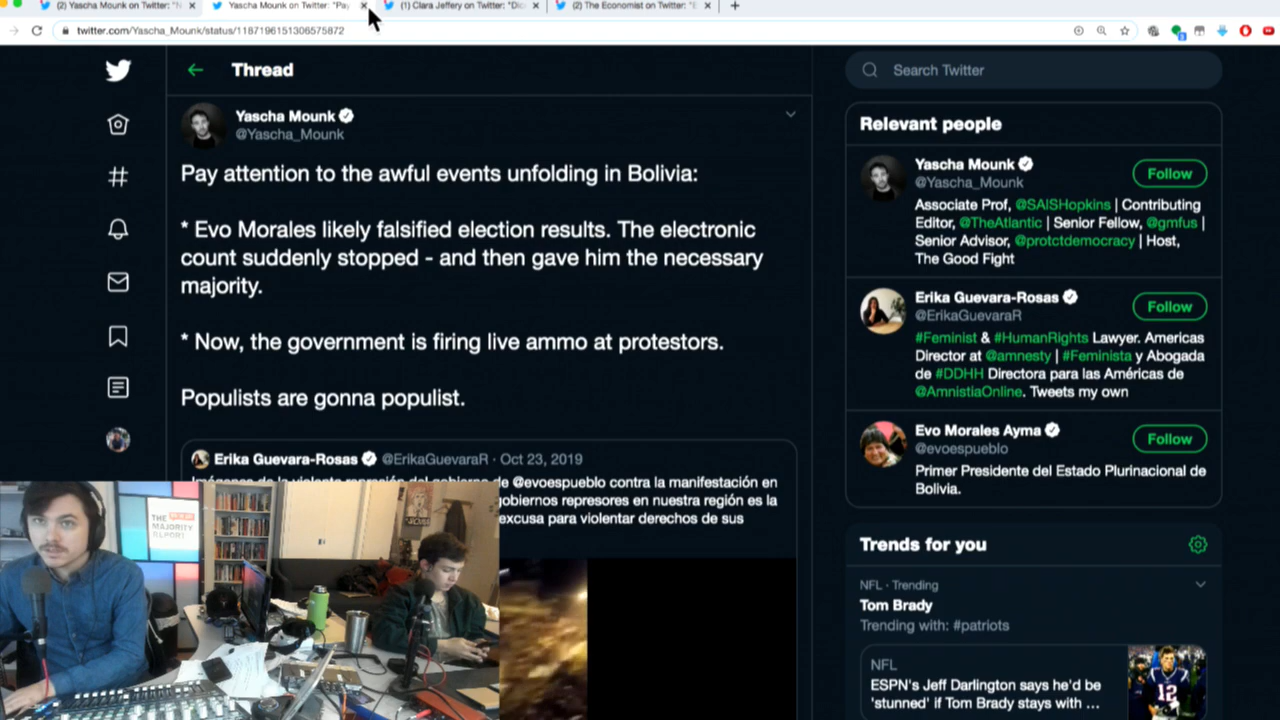 (2) Yascha Mounk on Twitter: "N
Yascha Mounk on Twitter: "Pay
(1) Clara Jeffery on Twitter: "Dic
(2) The Economist on Twitter: "E
twitter.com/Yascha_Mounk/status/1187196151306575872
Thread
Search Twitter
Yascha Mounk
@Yascha_Mounk
Pay attention to the awful events unfolding in Bolivia:
* Evo Morales likely falsified election results. The electronic
count suddenly stopped - and then gave him the necessary
majority.
* Now, the government is firing live ammo at protestors.
Populists are gonna populist.
Erika Guevara-Rosas @ErikaGuevaraR · Oct 23, 2019
Imágenes de la violenta represión del gobierno de @evoespueblo contra la manifestación en
gobiernos represores en nuestra región es la
excusa para violentar derechos de sus
THE
MAJORITY
REPORT
Relevant people
Yascha Mounk
@Yascha_Mounk
Follow
Associate Prof, @SAISHopkins | Contributing
Editor, @TheAtlantic | Senior Fellow, @gmfus |
Senior Advisor, @protctdemocracy | Host,
The Good Fight
Erika Guevara-Rosas
@ErikaGuevaraR
Follow
#Feminist & #HumanRights Lawyer. Americas
Director at @amnesty | #Feminista y Abogada
de #DDHH Directora para las Américas de
@AmnistiaOnline. Tweets my own
Evo Morales Ayma
@evoespueblo
Follow
Primer Presidente del Estado Plurinacional de
Bolivia.
Trends for you
NFL · Trending
Tom Brady
Trending with: #patriots
NFL
ESPN's Jeff Darlington says he'd be
'stunned' if Tom Brady stays with ...
12